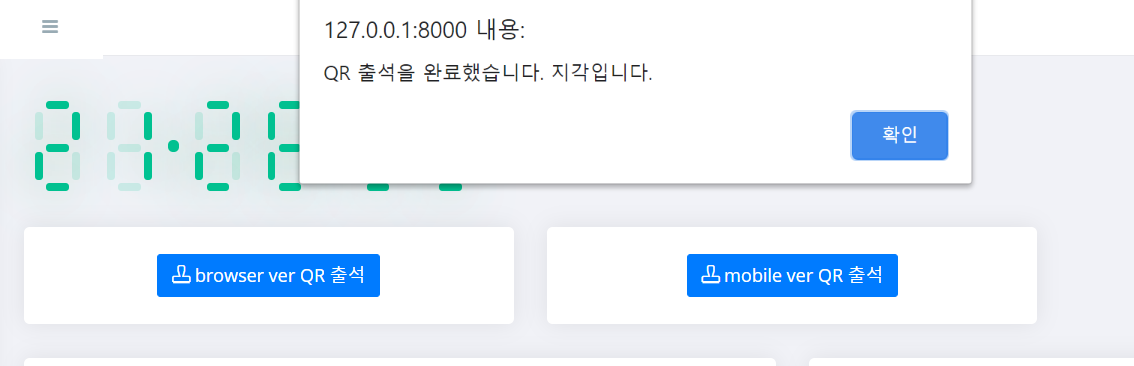 127.0.0.1:8000 내용:
QR 출석을 완료했습니다. 지각입니다.
확인
browser ver QR 출석
mobile ver QR 출석